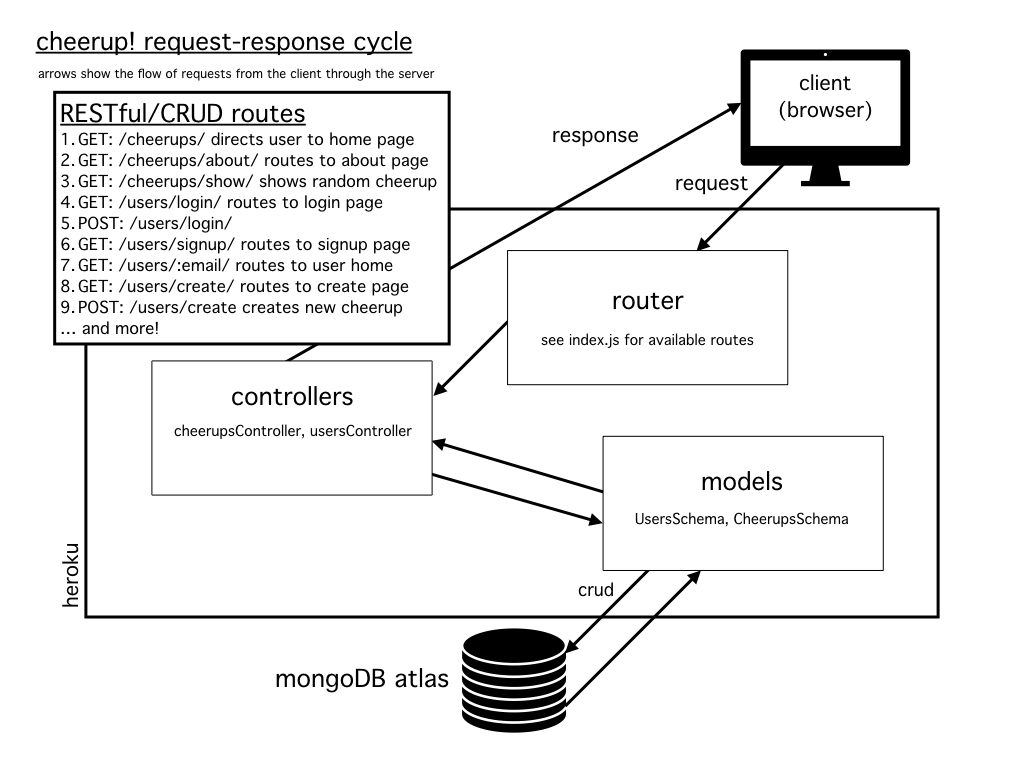 cheerup! request-response cycle
arrows show the flow of requests from the client through the server
RESTful/CRUD routes
1. GET: /cheerups/ directs user to home page
2. GET: /cheerups/about/ routes to about page
3. GET: /cheerups/show/ shows random cheerup
4. GET: /users/login/ routes to login page
5. POST: /users/login/
6. GET: /users/signup/ routes to signup page
7. GET: /users/:email/ routes to user home
8. GET: /users/create/ routes to create page
9. POST: /users/create creates new cheerup
... and more!
client
(browser)
response
request
router
see index.js for available routes
controllers
cheerupsController, usersController
models
UsersSchema, CheerupsSchema
heroku
crud
mongoDB atlas